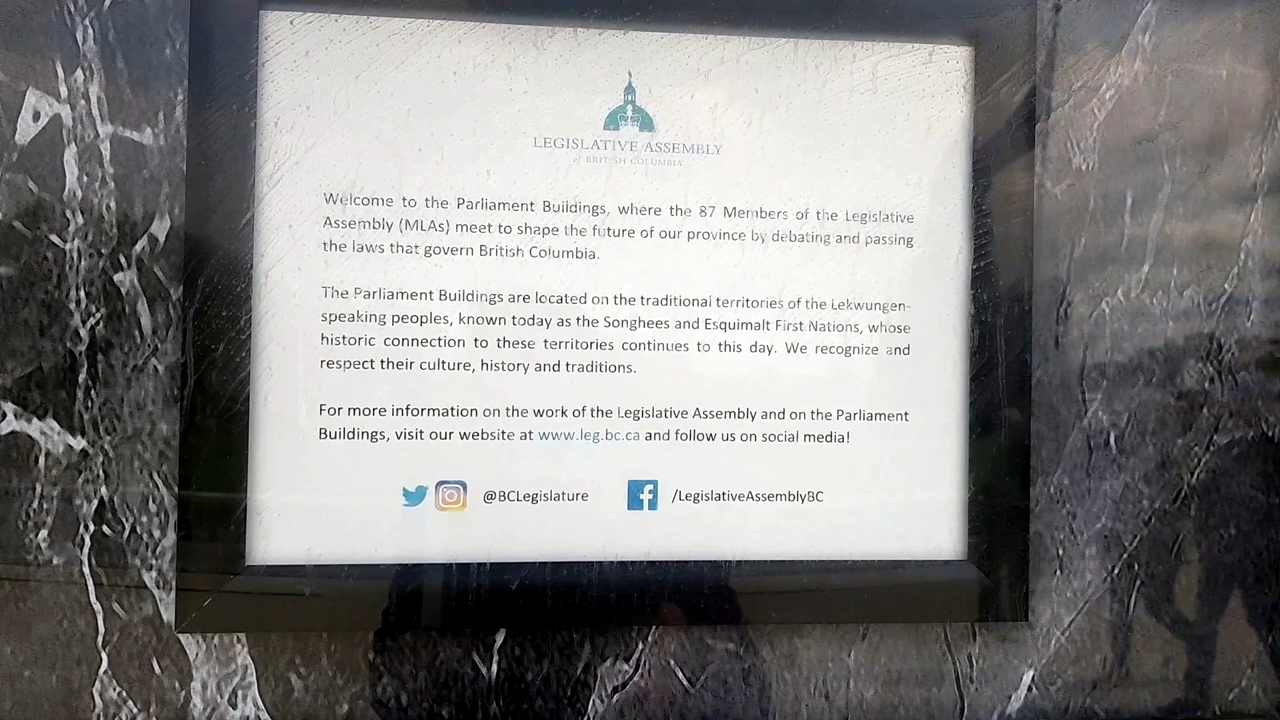 LEGISLATIVE ASSEMBLY
of BRITISH COLUMBIA
Welcome to the Parliament Buildings, where the 87 Members of the Legislative
Assembly (MLAs) meet to shape the future of our province by debating and passing
the laws that govern British Columbia.
The Parliament Buildings are located on the traditional territories of the Lekwungen-
speaking peoples, known today as the Songhees and Esquimalt First Nations, whose
historic connection to these territories continues to this day. We recognize and
respect their culture, history and traditions.
For more information on the work of the Legislative Assembly and on the Parliament
Buildings, visit our website at www.leg.bc.ca and follow us on social media!
@BCLegislature /LegislativeAssemblyBC